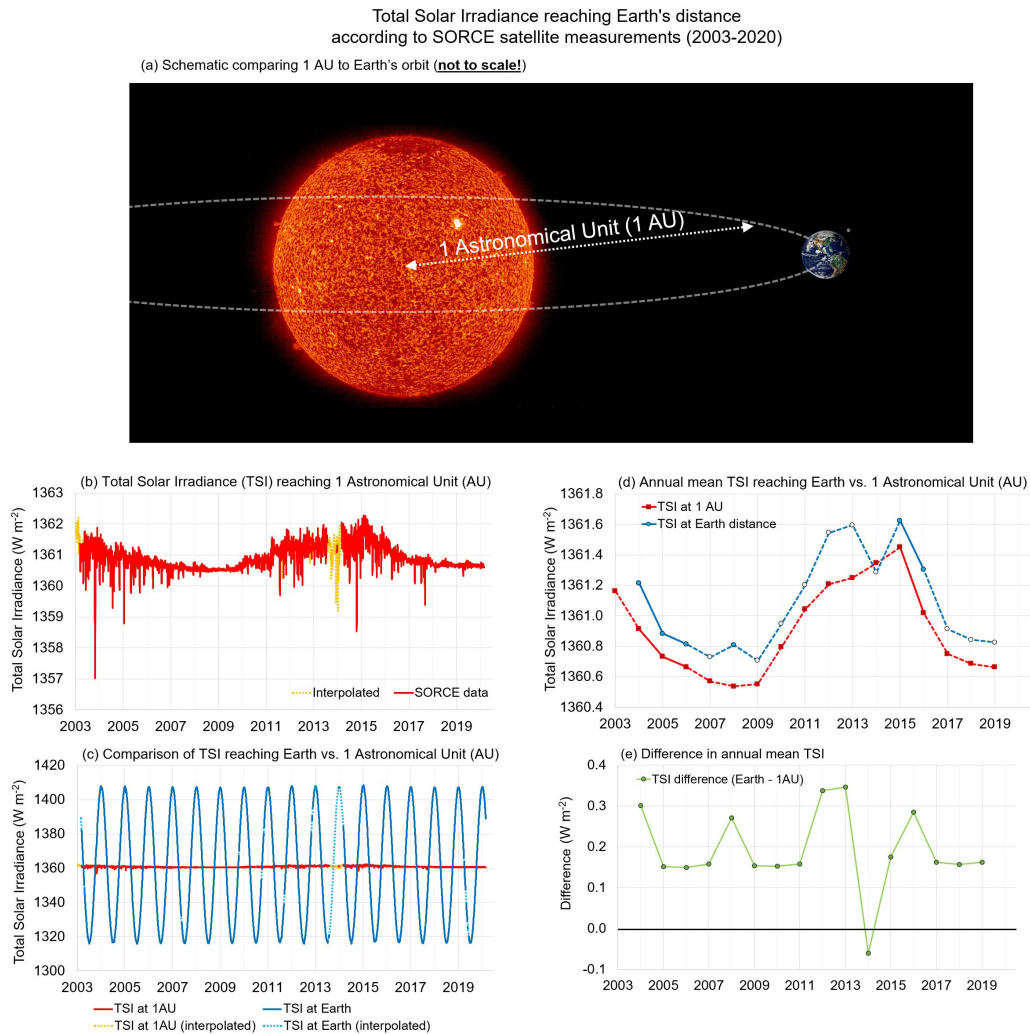 Total Solar Irradiance reaching Earth's distance
according to SORCE satellite measurements (2003-2020)
(a) Schematic comparing 1 AU to Earth's orbit (not to scale!)
1 Astronomical Unit (1 AU)
(b) Total Solar Irradiance (TSI) reaching 1 Astronomical Unit (AU)
Total Solar Irradiance (W m-2)
1363
1362
1361
1360
1359
1358
1357
1356
Interpolated
SORCE data
2003 2005 2007 2009 2011 2013 2015 2017 2019
(d) Annual mean TSI reaching Earth vs. 1 Astronomical Unit (AU)
Total Solar Irradiance (W m-2)
1361.8
1361.6
1361.4
1361.2
1361.0
1360.8
1360.6
1360.4
TSI at 1 AU
TSI at Earth distance
2003 2005 2007 2009 2011 2013 2015 2017 2019
(c) Comparison of TSI reaching Earth vs. 1 Astronomical Unit (AU)
Total Solar Irradiance (W m-2)
1420
1400
1380
1360
1340
1320
1300
2003 2005 2007 2009 2011 2013 2015 2017 2019
TSI at 1AU
TSI at Earth
TSI at 1AU (interpolated)
TSI at Earth (interpolated)
(e) Difference in annual mean TSI
Difference (W m-2)
0.4
0.3
0.2
0.1
0.0
-0.1
TSI difference (Earth - 1AU)
2003 2005 2007 2009 2011 2013 2015 2017 2019